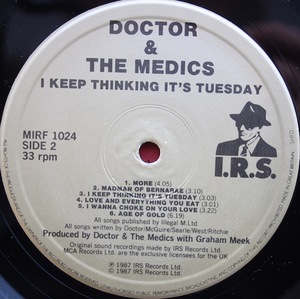 DOCTOR
&
THE MEDICS
I KEEP THINKING IT'S TUESDAY
MIRF 1024
SIDE 2
33 rpm
I.R.S.
1. MORE (4.05)
2. MADMAN OF BERNARAE (3.10)
3. I KEEP THINKING IT'S TUESDAY (3.03)
4. LOVE AND EVERYTHING YOU EAT (3.01)
5. I WANNA CHOKE ON YOUR LOVE (3.22)
6. AGE OF GOLD (6.19)
All songs published by Illegal M Ltd
All songs written by Doctor/McGuire/Searle/West/Ritchie
Produced by Doctor & The Medics with Graham Meek
Original sound recordings made by IRS Records Ltd.
MCA Records Ltd. are the exclusive licensees for the UK
℗ 1987 IRS Records Ltd.
© 1987 IRS Records Ltd.